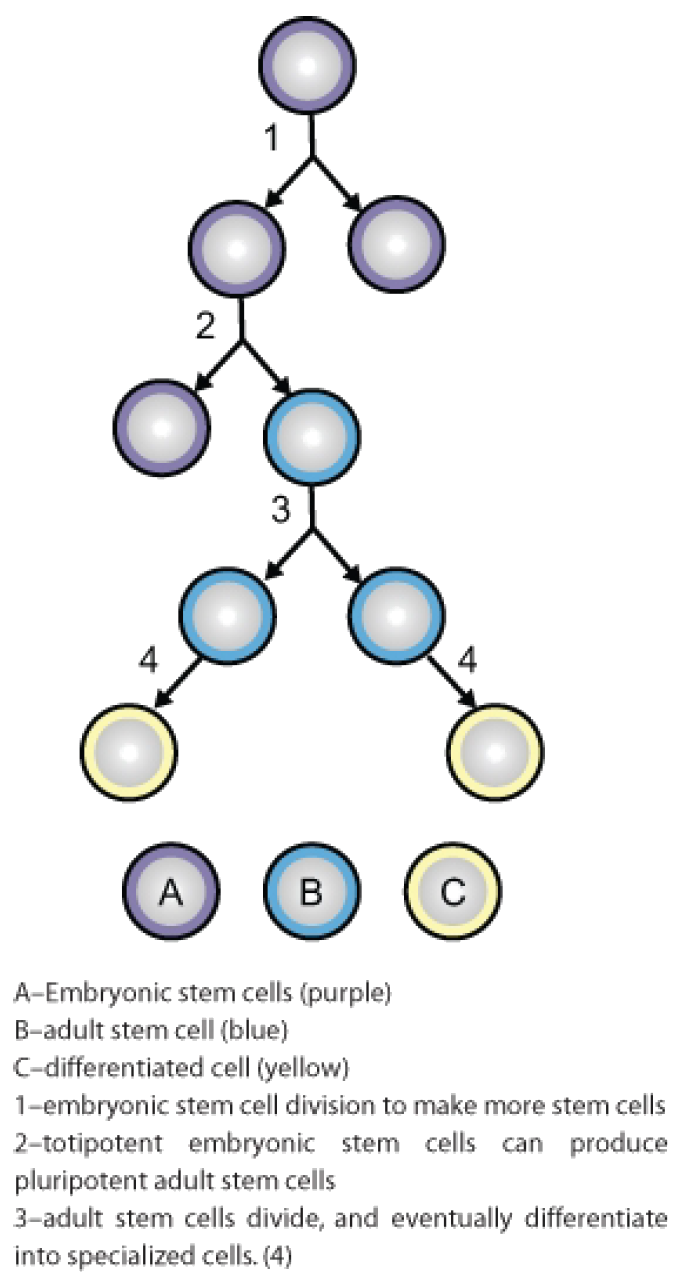 1
2
3
4 4
A B C
A–Embryonic stem cells (purple)
B–adult stem cell (blue)
C–differentiated cell (yellow)
1–embryonic stem cell division to make more stem cells
2–totipotent embryonic stem cells can produce
pluripotent adult stem cells
3–adult stem cells divide, and eventually differentiate
into specialized cells. (4)